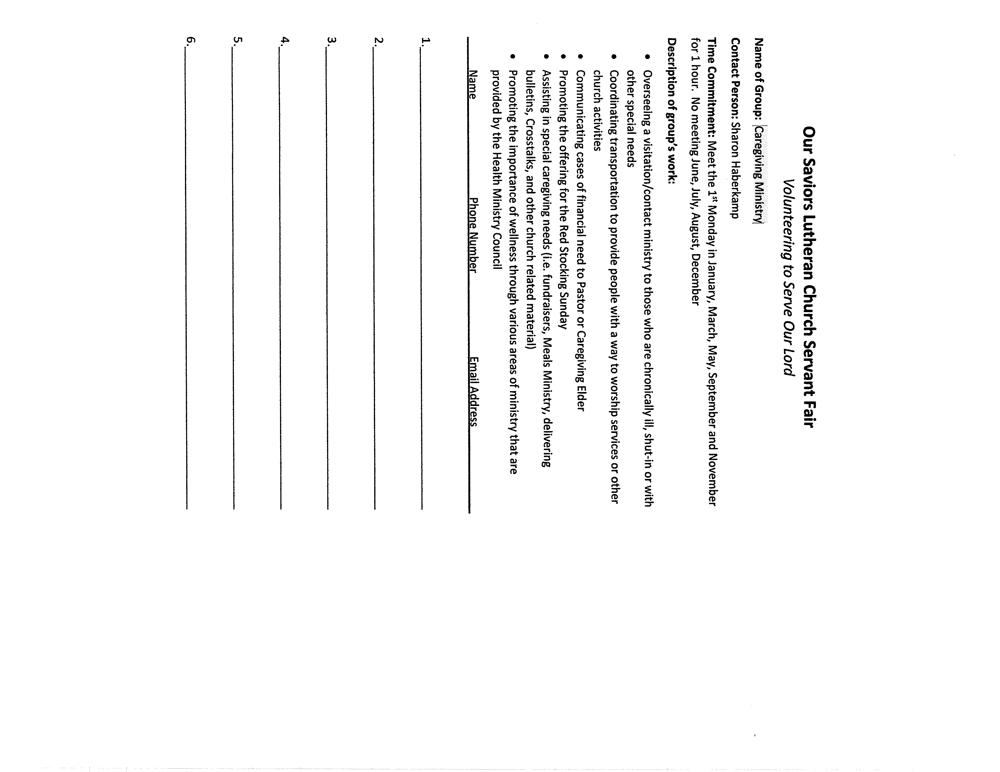 Our Saviors Lutheran Church Servant Fair
Volunteering to Serve Our Lord
Name of Group: Caregiving Ministry
Contact Person: Sharon Haberkamp
Time Commitment: Meet the 1st Monday in January, March, May, September and November
for 1 hour. No meeting June, July, August, December
Description of group's work:
• Overseeing a visitation/contact ministry to those who are chronically ill, shut-in or with
other special needs
• Coordinating transportation to provide people with a way to worship services or other
church activities
• Communicating cases of financial need to Pastor or Caregiving Elder
• Promoting the offering for the Red Stocking Sunday
• Assisting in special caregiving needs (i.e. fundraisers, Meals Ministry, delivering
bulletins, Crosstalks, and other church related material)
• Promoting the importance of wellness through various areas of ministry that are
provided by the Health Ministry Council
Name Phone Number Email Address
1.
2.
3.
4.
5.
6.